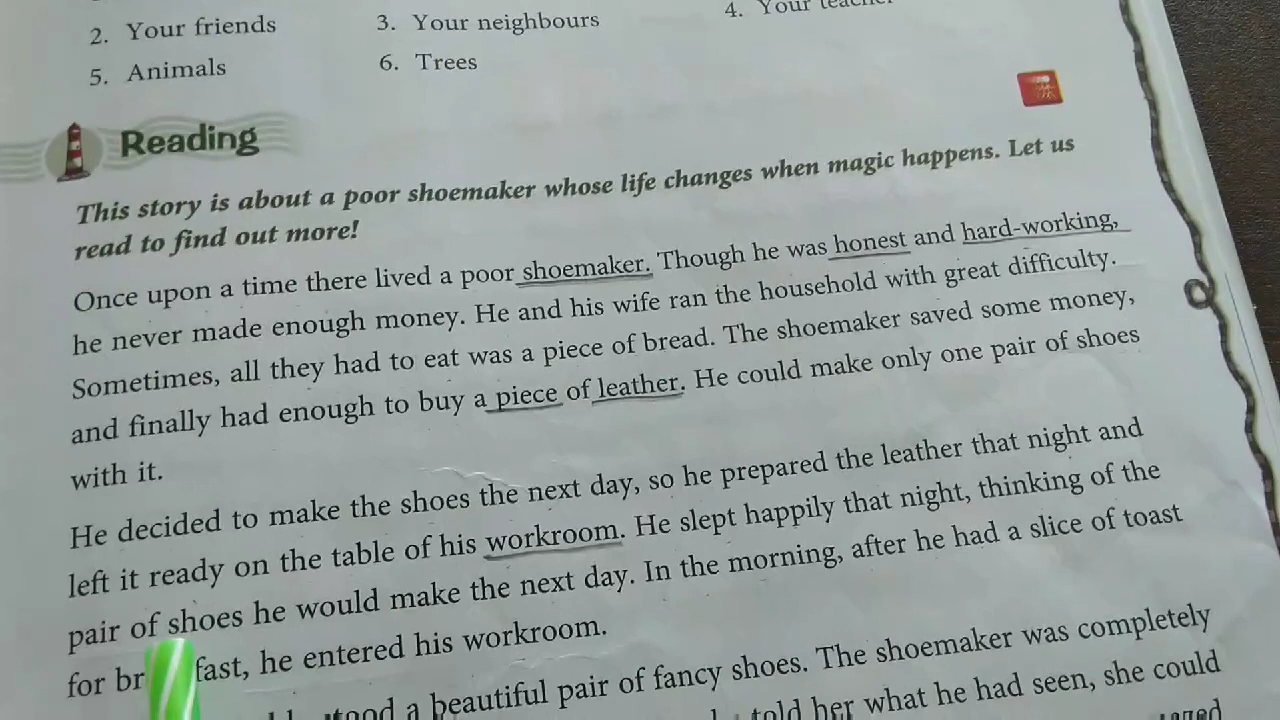 2. Your friends 3. Your neighbours 4. Your teacher
5. Animals 6. Trees
Reading
This story is about a poor shoemaker whose life changes when magic happens. Let us
read to find out more!
Once upon a time there lived a poor shoemaker. Though he was honest and hard-working,
he never made enough money. He and his wife ran the household with great difficulty.
Sometimes, all they had to eat was a piece of bread. The shoemaker saved some money,
and finally had enough to buy a piece of leather. He could make only one pair of shoes
with it.
He decided to make the shoes the next day, so he prepared the leather that night and
left it ready on the table of his workroom. He slept happily that night, thinking of the
pair of shoes he would make the next day. In the morning, after he had a slice of toast
for br fast, he entered his workroom.
stood a beautiful pair of fancy shoes. The shoemaker was completely
told her what he had seen, she could